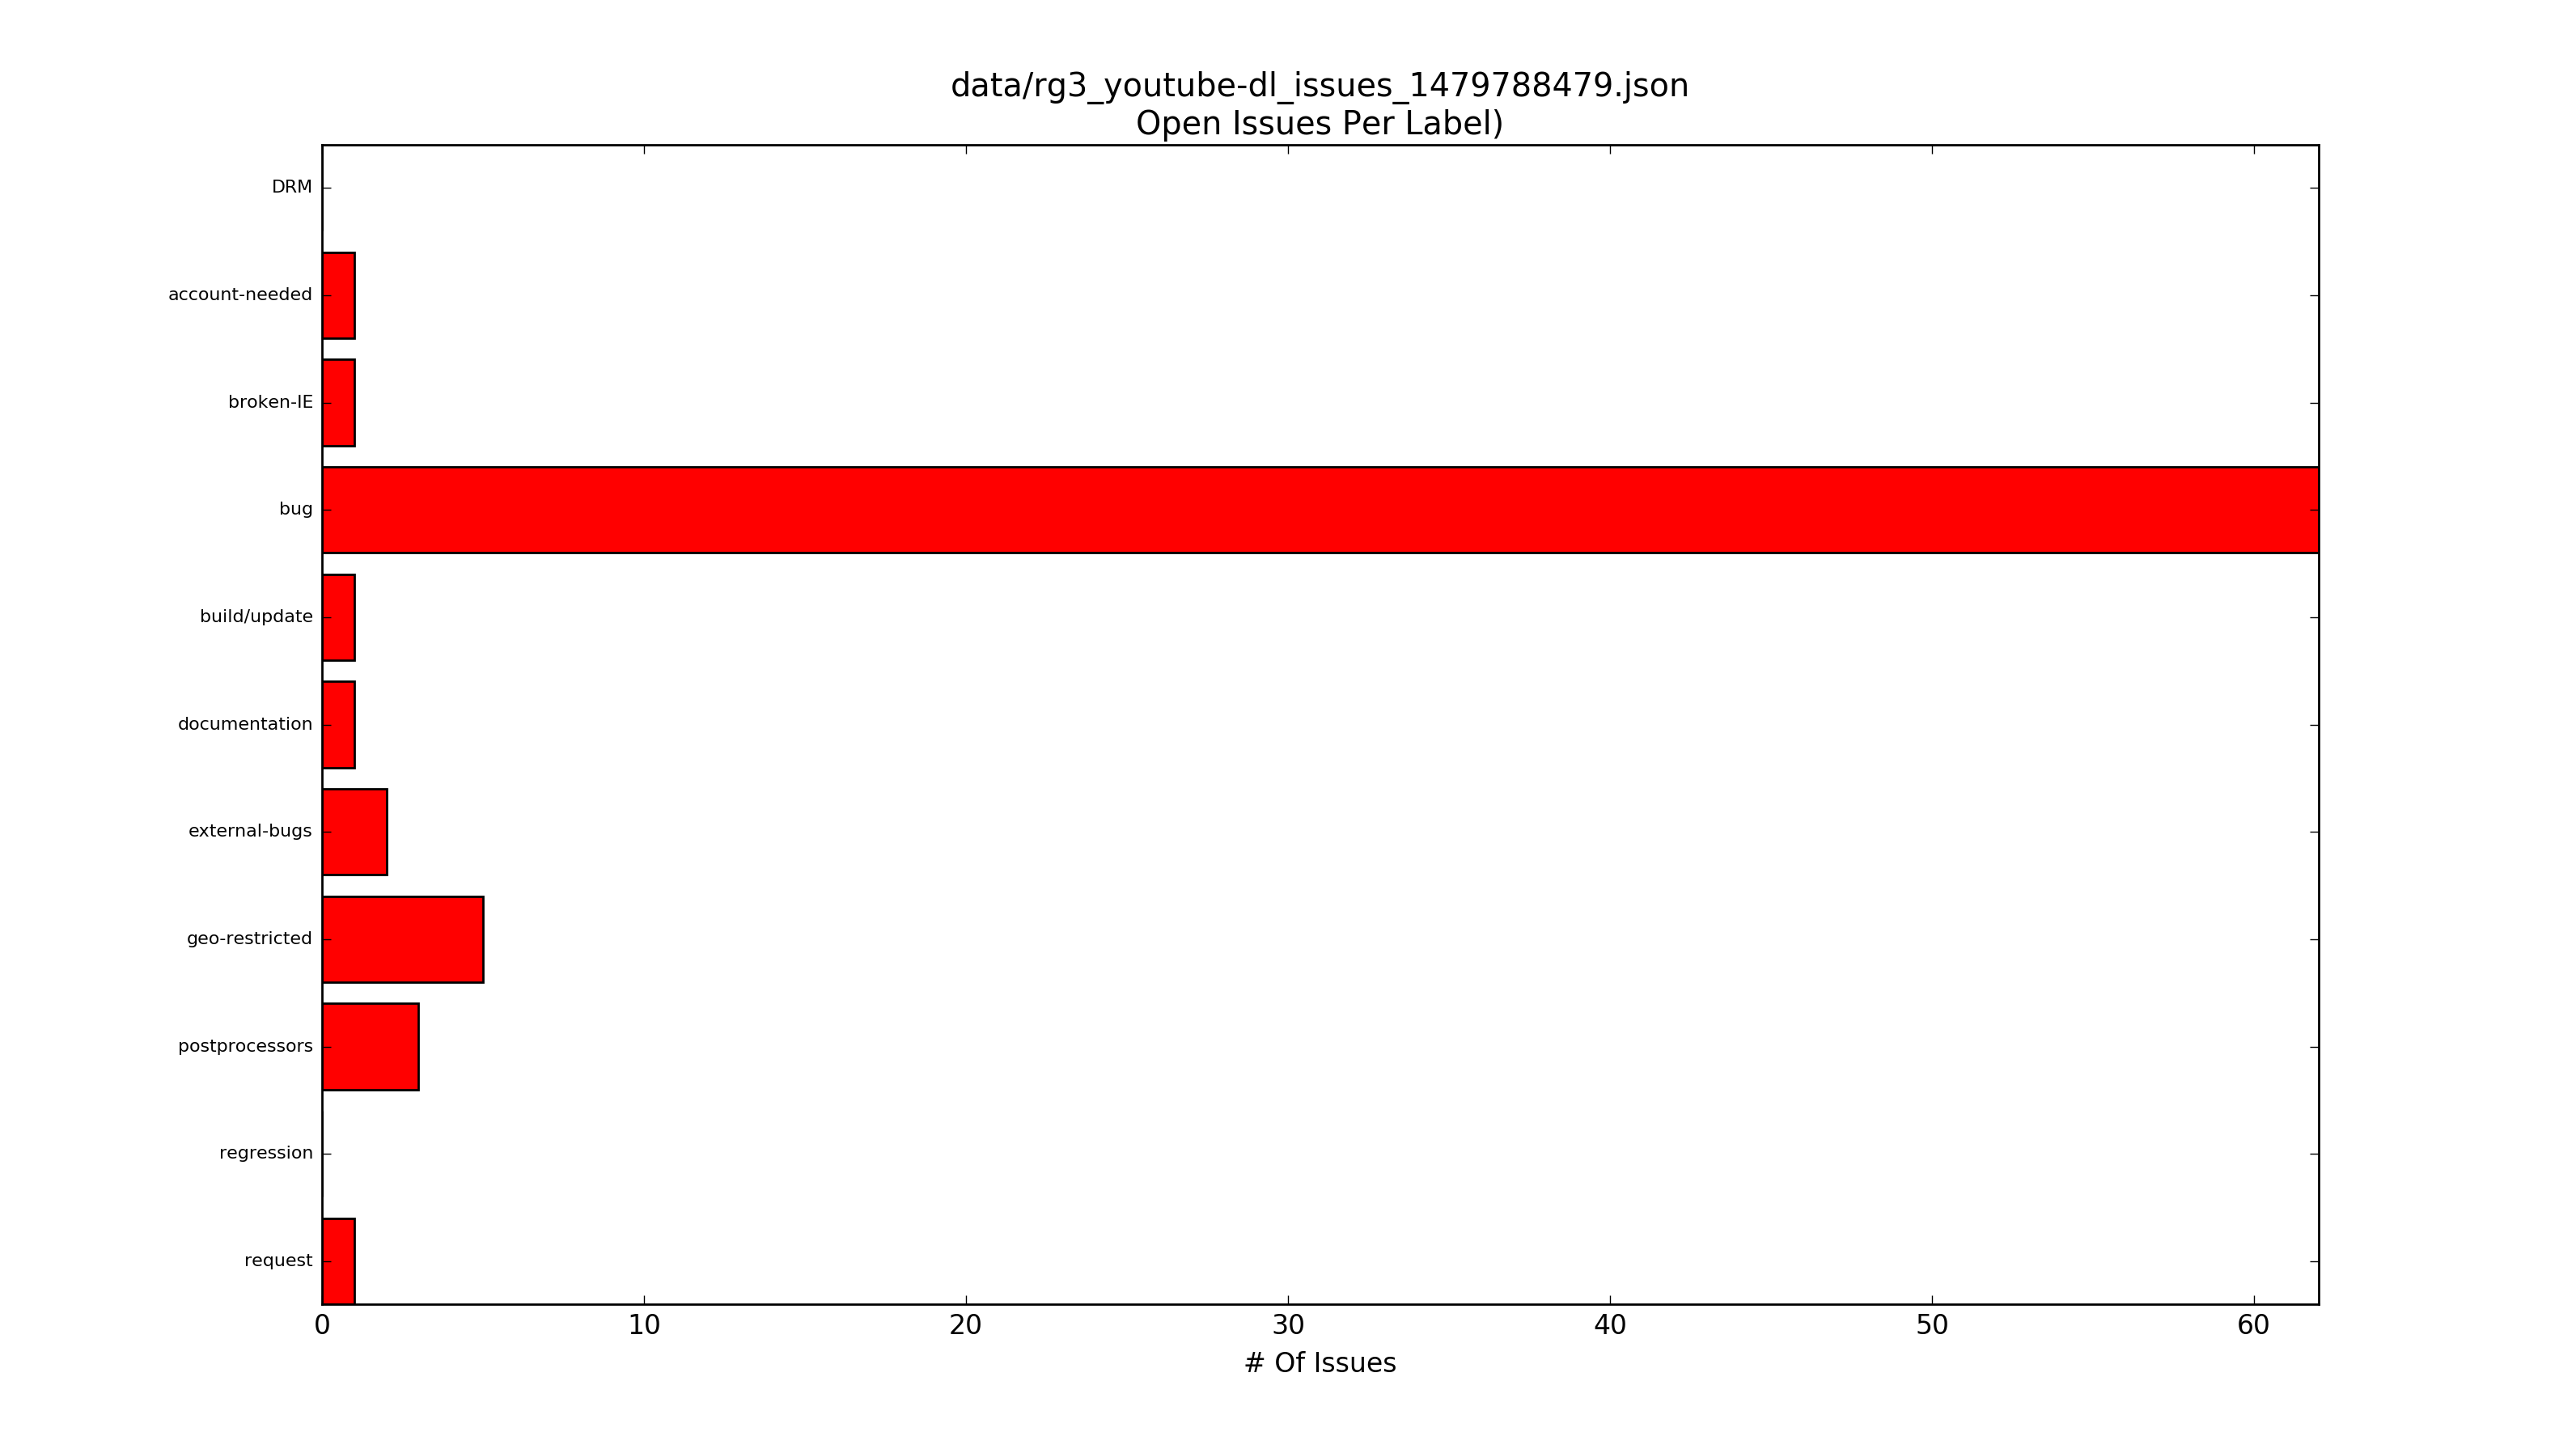 data/rg3_youtube-dl_issues_1479788479.json
Open Issues Per Label)
DRM
account-needed
broken-IE
bug
build/update
documentation
external-bugs
geo-restricted
postprocessors
regression
request
0 10 20 30 40 50 60
# Of Issues